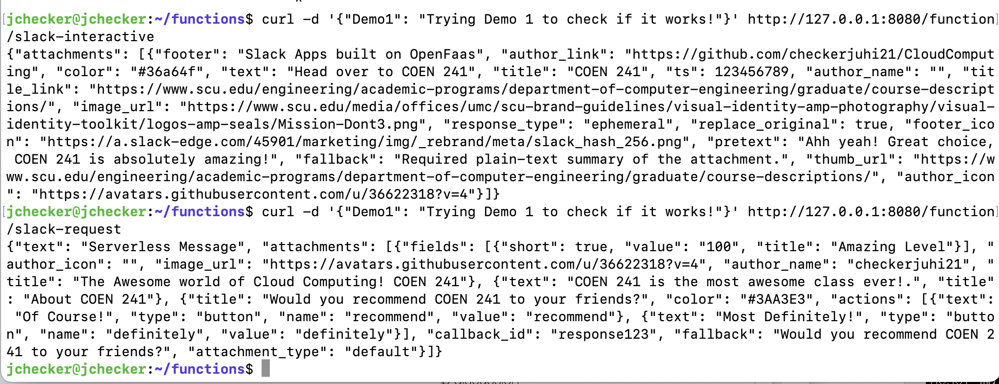 [jchecker@jchecker:~/functions$ curl -d '{"Demo1": "Trying Demo 1 to check if it works!"}' http://127.0.0.1:8080/function]
/slack-interactive
{"attachments": [{"footer": "Slack Apps built on OpenFaas", "author_link": "https://github.com/checkerjuhi21/CloudComput
ing", "color": "#36a64f", "text": "Head over to COEN 241", "title": "COEN 241", "ts": 123456789, "author_name": "", "tit
le_link": "https://www.scu.edu/engineering/academic-programs/department-of-computer-engineering/graduate/course-descript
ions/", "image_url": "https://www.scu.edu/media/offices/umc/scu-brand-guidelines/visual-identity-amp-photography/visual-
identity-toolkit/logos-amp-seals/Mission-Dont3.png", "response_type": "ephemeral", "replace_original": true, "footer_ico
n": "https://a.slack-edge.com/45901/marketing/img/_rebrand/meta/slack_hash_256.png", "pretext": "Ahh yeah! Great choice,
 COEN 241 is absolutely amazing!", "fallback": "Required plain-text summary of the attachment.", "thumb_url": "https://w
ww.scu.edu/engineering/academic-programs/department-of-computer-engineering/graduate/course-descriptions/", "author_icon
": "https://avatars.githubusercontent.com/u/36622318?v=4"}]}
[jchecker@jchecker:~/functions$ curl -d '{"Demo1": "Trying Demo 1 to check if it works!"}' http://127.0.0.1:8080/function]
/slack-request
{"text": "Serverless Message", "attachments": [{"fields": [{"short": true, "value": "100", "title": "Amazing Level"}], "
author_icon": "", "image_url": "https://avatars.githubusercontent.com/u/36622318?v=4", "author_name": "checkerjuhi21", "
title": "The Awesome world of Cloud Computing! COEN 241"}, {"text": "COEN 241 is the most awesome class ever!.", "title"
: "About COEN 241"}, {"title": "Would you recommend COEN 241 to your friends?", "color": "#3AA3E3", "actions": [{"text":
 "Of Course!", "type": "button", "name": "recommend", "value": "recommend"}, {"text": "Most Definitely!", "type": "butto
n", "name": "definitely", "value": "definitely"}], "callback_id": "response123", "fallback": "Would you recommend COEN 2
41 to your friends?", "attachment_type": "default"}]}
jchecker@jchecker:~/functions$